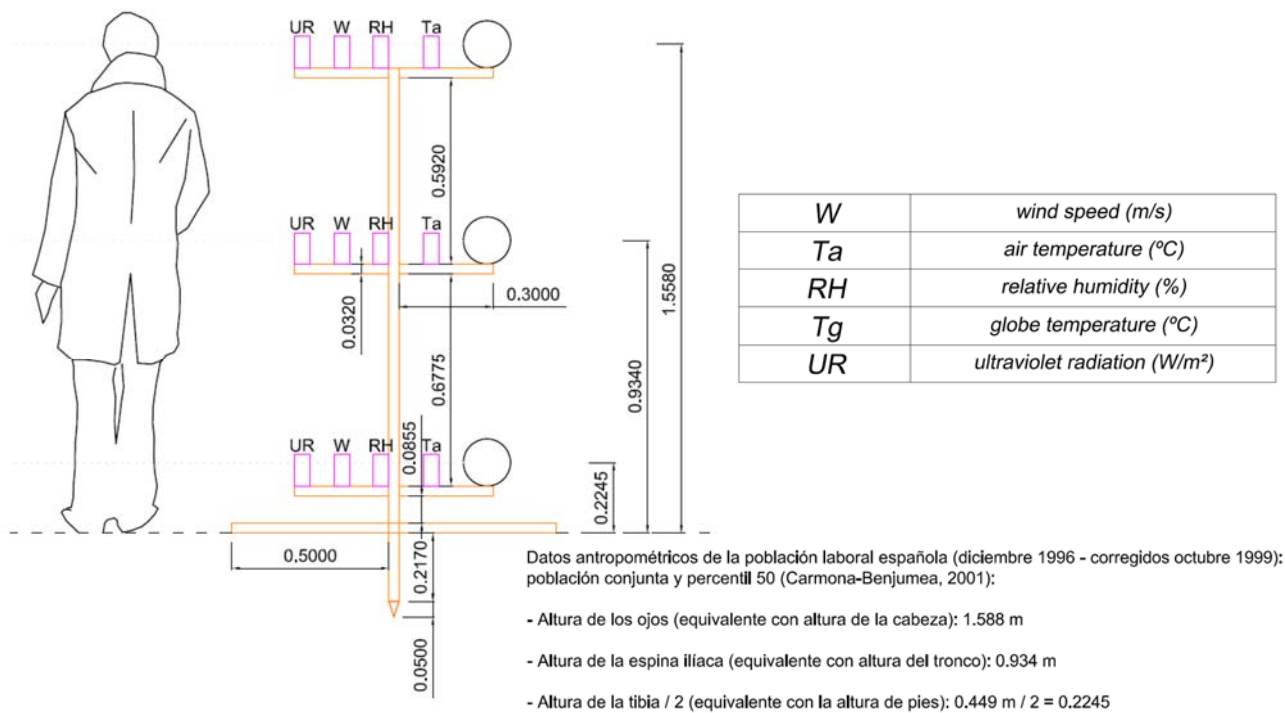 UR W RH Ta
0.5920
UR W RH Ta
0.0320
0.3000
0.6775
1.5580
0.9340
UR W RH Ta
0.0855
0.2245
0.5000
0.2170
0.0500
W wind speed (m/s)
Ta air temperature (ºC)
RH relative humidity (%)
Tg globe temperature (ºC)
UR ultraviolet radiation (W/m²)
Datos antropométricos de la población laboral española (diciembre 1996 - corregidos octubre 1999):
población conjunta y percentil 50 (Carmona-Benjumea, 2001):
- Altura de los ojos (equivalente con altura de la cabeza): 1.588 m
- Altura de la espina ilíaca (equivalente con altura del tronco): 0.934 m
- Altura de la tibia / 2 (equivalente con la altura de pies): 0.449 m / 2 = 0.2245